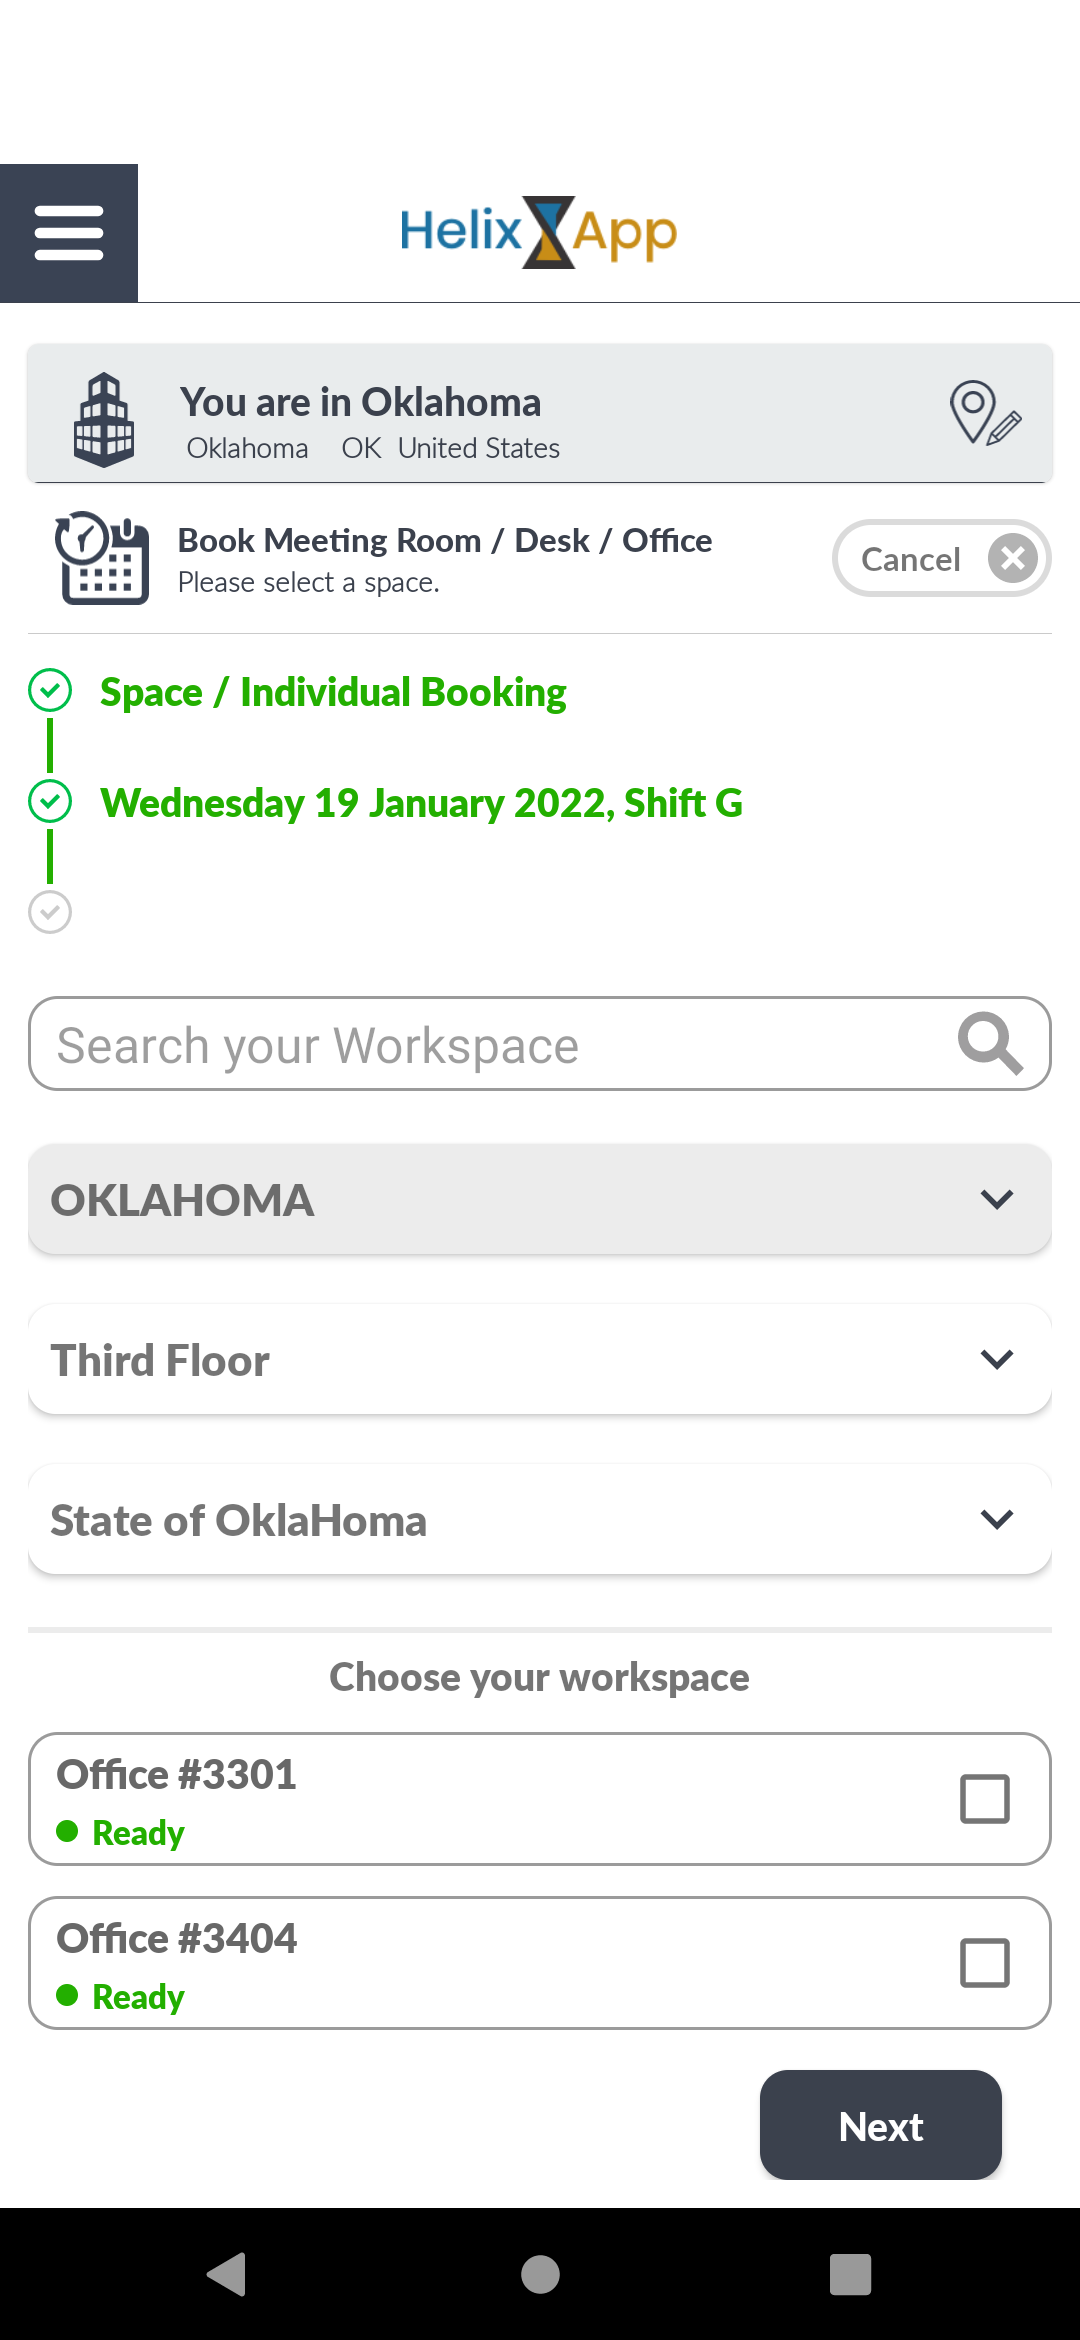 Helix App
You are in Oklahoma
Oklahoma OK United States
Book Meeting Room / Desk / Office
Please select a space.
Cancel
Space / Individual Booking
Wednesday 19 January 2022, Shift G
Search your Workspace
OKLAHOMA
Third Floor
State of OklaHoma
Choose your workspace
Office #3301
Ready
Office #3404
Ready
Next